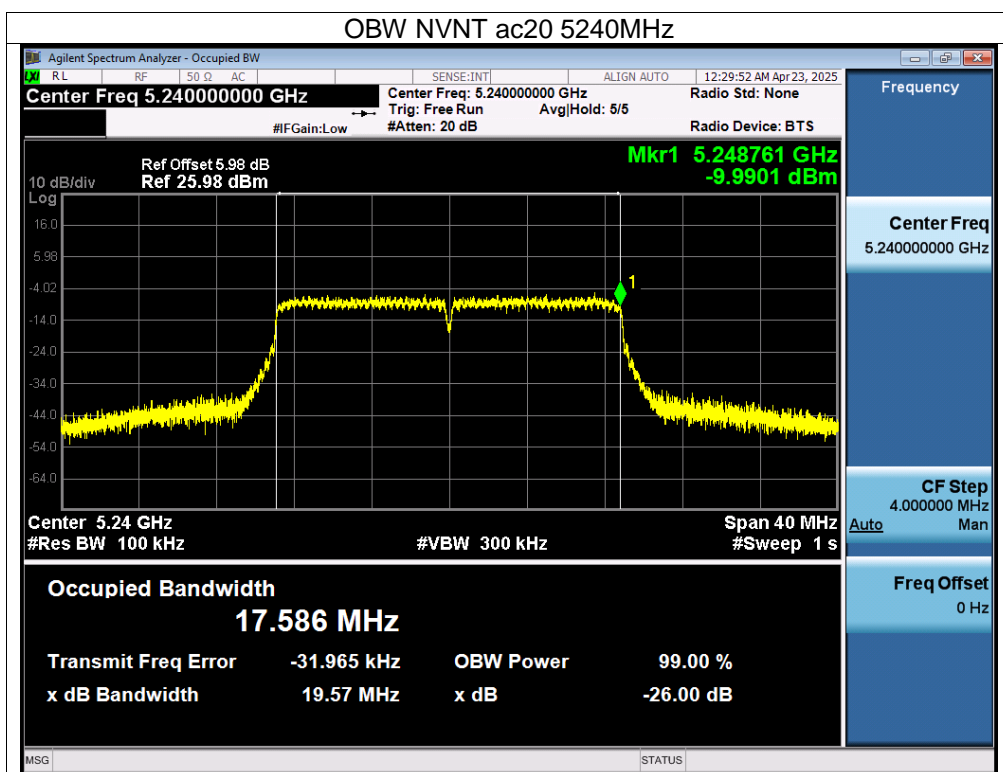 OBW NVNT ac20 5240MHz
Agilent Spectrum Analyzer - Occupied BW
LXI RL RF 50 Ω AC SENSE:INT ALIGN AUTO 12:29:52 AM Apr 23, 2025
Center Freq 5.240000000 GHz
Center Freq: 5.240000000 GHz
Radio Std: None
Trig: Free Run Avg|Hold: 5/5
#IFGain:Low
#Atten: 20 dB
Radio Device: BTS
Frequency
Mkr1 5.248761 GHz
-9.9901 dBm
Ref Offset 5.98 dB
10 dB/div Ref 25.98 dBm
Log
16.0
5.98
-4.02
-14.0
-24.0
-34.0
-44.0
-54.0
-64.0
1
Center 5.24 GHz Span 40 MHz
#Res BW 100 kHz #VBW 300 kHz #Sweep 1 s
Center Freq
5.240000000 GHz
CF Step
4.000000 MHz
Auto Man
Freq Offset
0 Hz
Occupied Bandwidth
17.586 MHz
Transmit Freq Error -31.965 kHz OBW Power 99.00 %
x dB Bandwidth 19.57 MHz x dB -26.00 dB
MSG STATUS